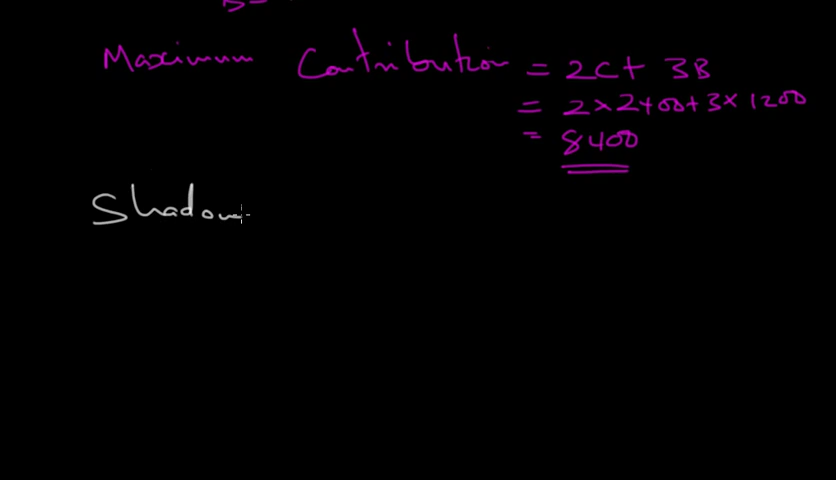 Maximum Contribution = 2C + 3B
= 2 × 2400 + 3 × 1200
= 8400
Shadow